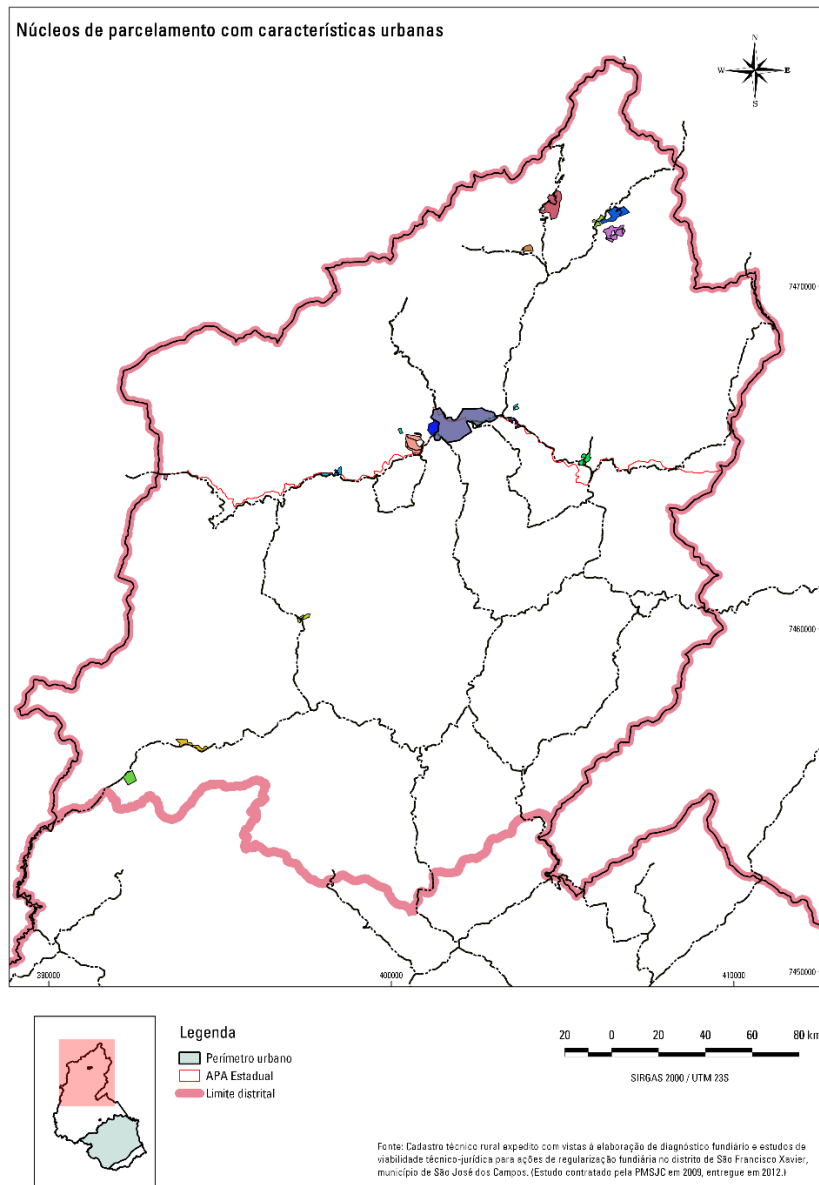 Núcleos de parcelamento com características urbanas
N
W
E
S
7470000
7460000
390000
400000
410000
7450000
Legenda
Perímetro urbano
APA Estadual
Limite distrital
20 0 20 40 60 80 km
SIRGAS 2000 / UTM 23S
Fonte: Cadastro técnico rural expedito com vistas à elaboração de diagnóstico fundiário e estudos de
viabilidade técnico-jurídica para ações de regularização fundiária no distrito de São Francisco Xavier,
município de São José dos Campos. (Estudo contratado pela PMSJC em 2009, entregue em 2012.)